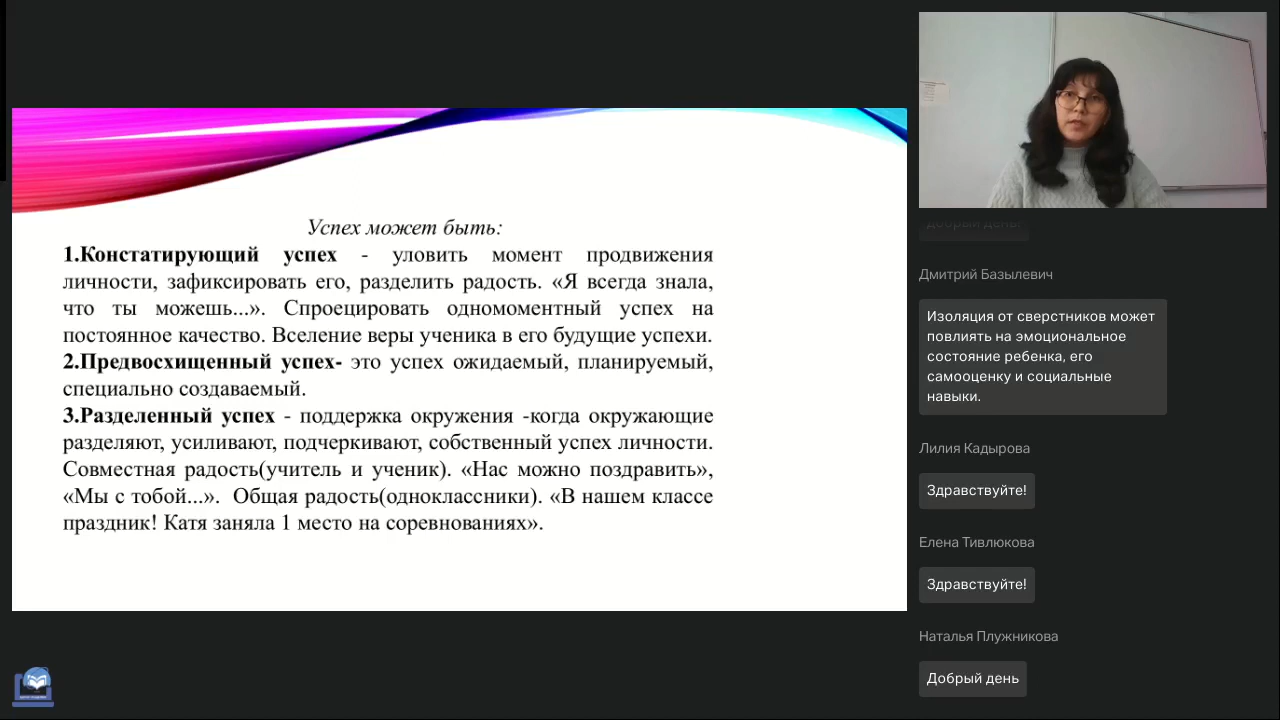 Успех может быть:
1.Констатирующий успех - уловить момент продвижения
личности, зафиксировать его, разделить радость. «Я всегда знала,
что ты можешь...». Спроецировать одномоментный успех на
постоянное качество. Вселение веры ученика в его будущие успехи.
2.Предвосхищенный успех- это успех ожидаемый, планируемый,
специально создаваемый.
3.Разделенный успех - поддержка окружения -когда окружающие
разделяют, усиливают, подчеркивают, собственный успех личности.
Совместная радость(учитель и ученик). «Нас можно поздравить»,
«Мы с тобой...». Общая радость(одноклассники). «В нашем классе
праздник! Катя заняла 1 место на соревнованиях».
добрый день!
Дмитрий Базылевич
Изоляция от сверстников может
повлиять на эмоциональное
состояние ребенка, его
самооценку и социальные
навыки.
Лилия Кадырова
Здравствуйте!
Елена Тивлюкова
Здравствуйте!
Наталья Плужникова
Добрый день